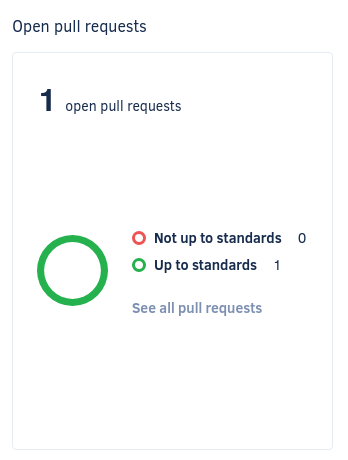 Open pull requests
1 open pull requests
Not up to standards 0
Up to standards 1
See all pull requests